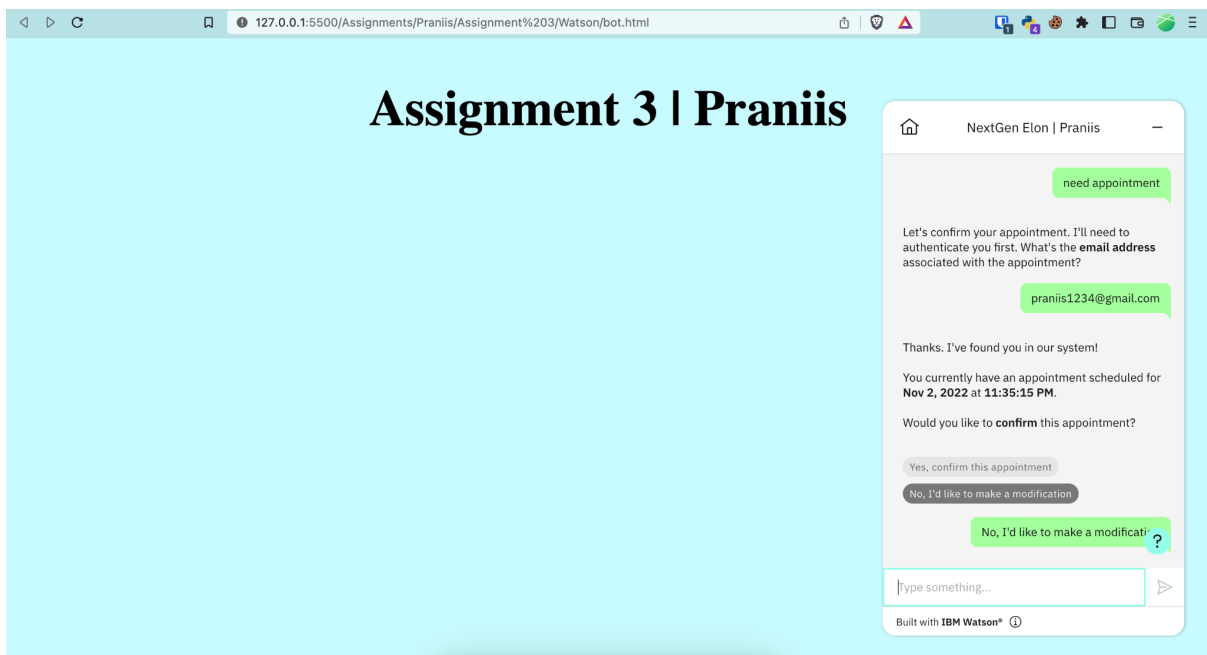 127.0.0.1:5500/Assignments/Praniis/Assignment%203/Watson/bot.html
1
4
Assignment 3 | Praniis
NextGen Elon | Praniis
need appointment
Let's confirm your appointment. I'll need to
authenticate you first. What's the email address
associated with the appointment?
praniis1234@gmail.com
Thanks. I've found you in our system!
You currently have an appointment scheduled for
Nov 2, 2022 at 11:35:15 PM.
Would you like to confirm this appointment?
Yes, confirm this appointment
No, I'd like to make a modification
No, I'd like to make a modificati
?
Type something...
Built with IBM Watson®